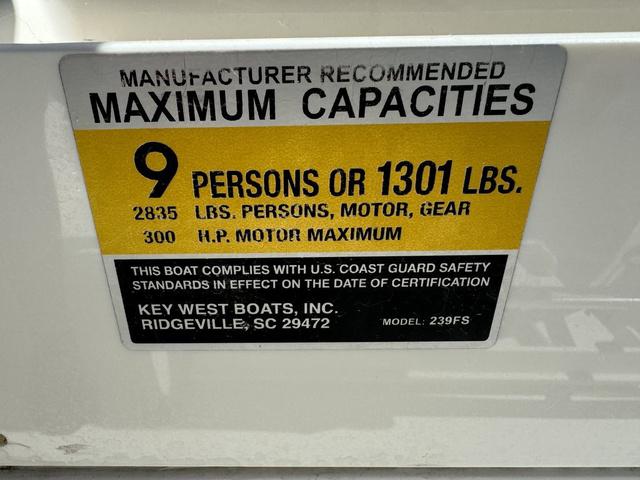 MANUFACTURER RECOMMENDED
MAXIMUM CAPACITIES
9 PERSONS OR 1301 LBS.
2835 LBS. PERSONS, MOTOR, GEAR
300 H.P. MOTOR MAXIMUM
THIS BOAT COMPLIES WITH U.S. COAST GUARD SAFETY
STANDARDS IN EFFECT ON THE DATE OF CERTIFICATION
KEY WEST BOATS, INC.
RIDGEVILLE, SC 29472 MODEL: 239FS